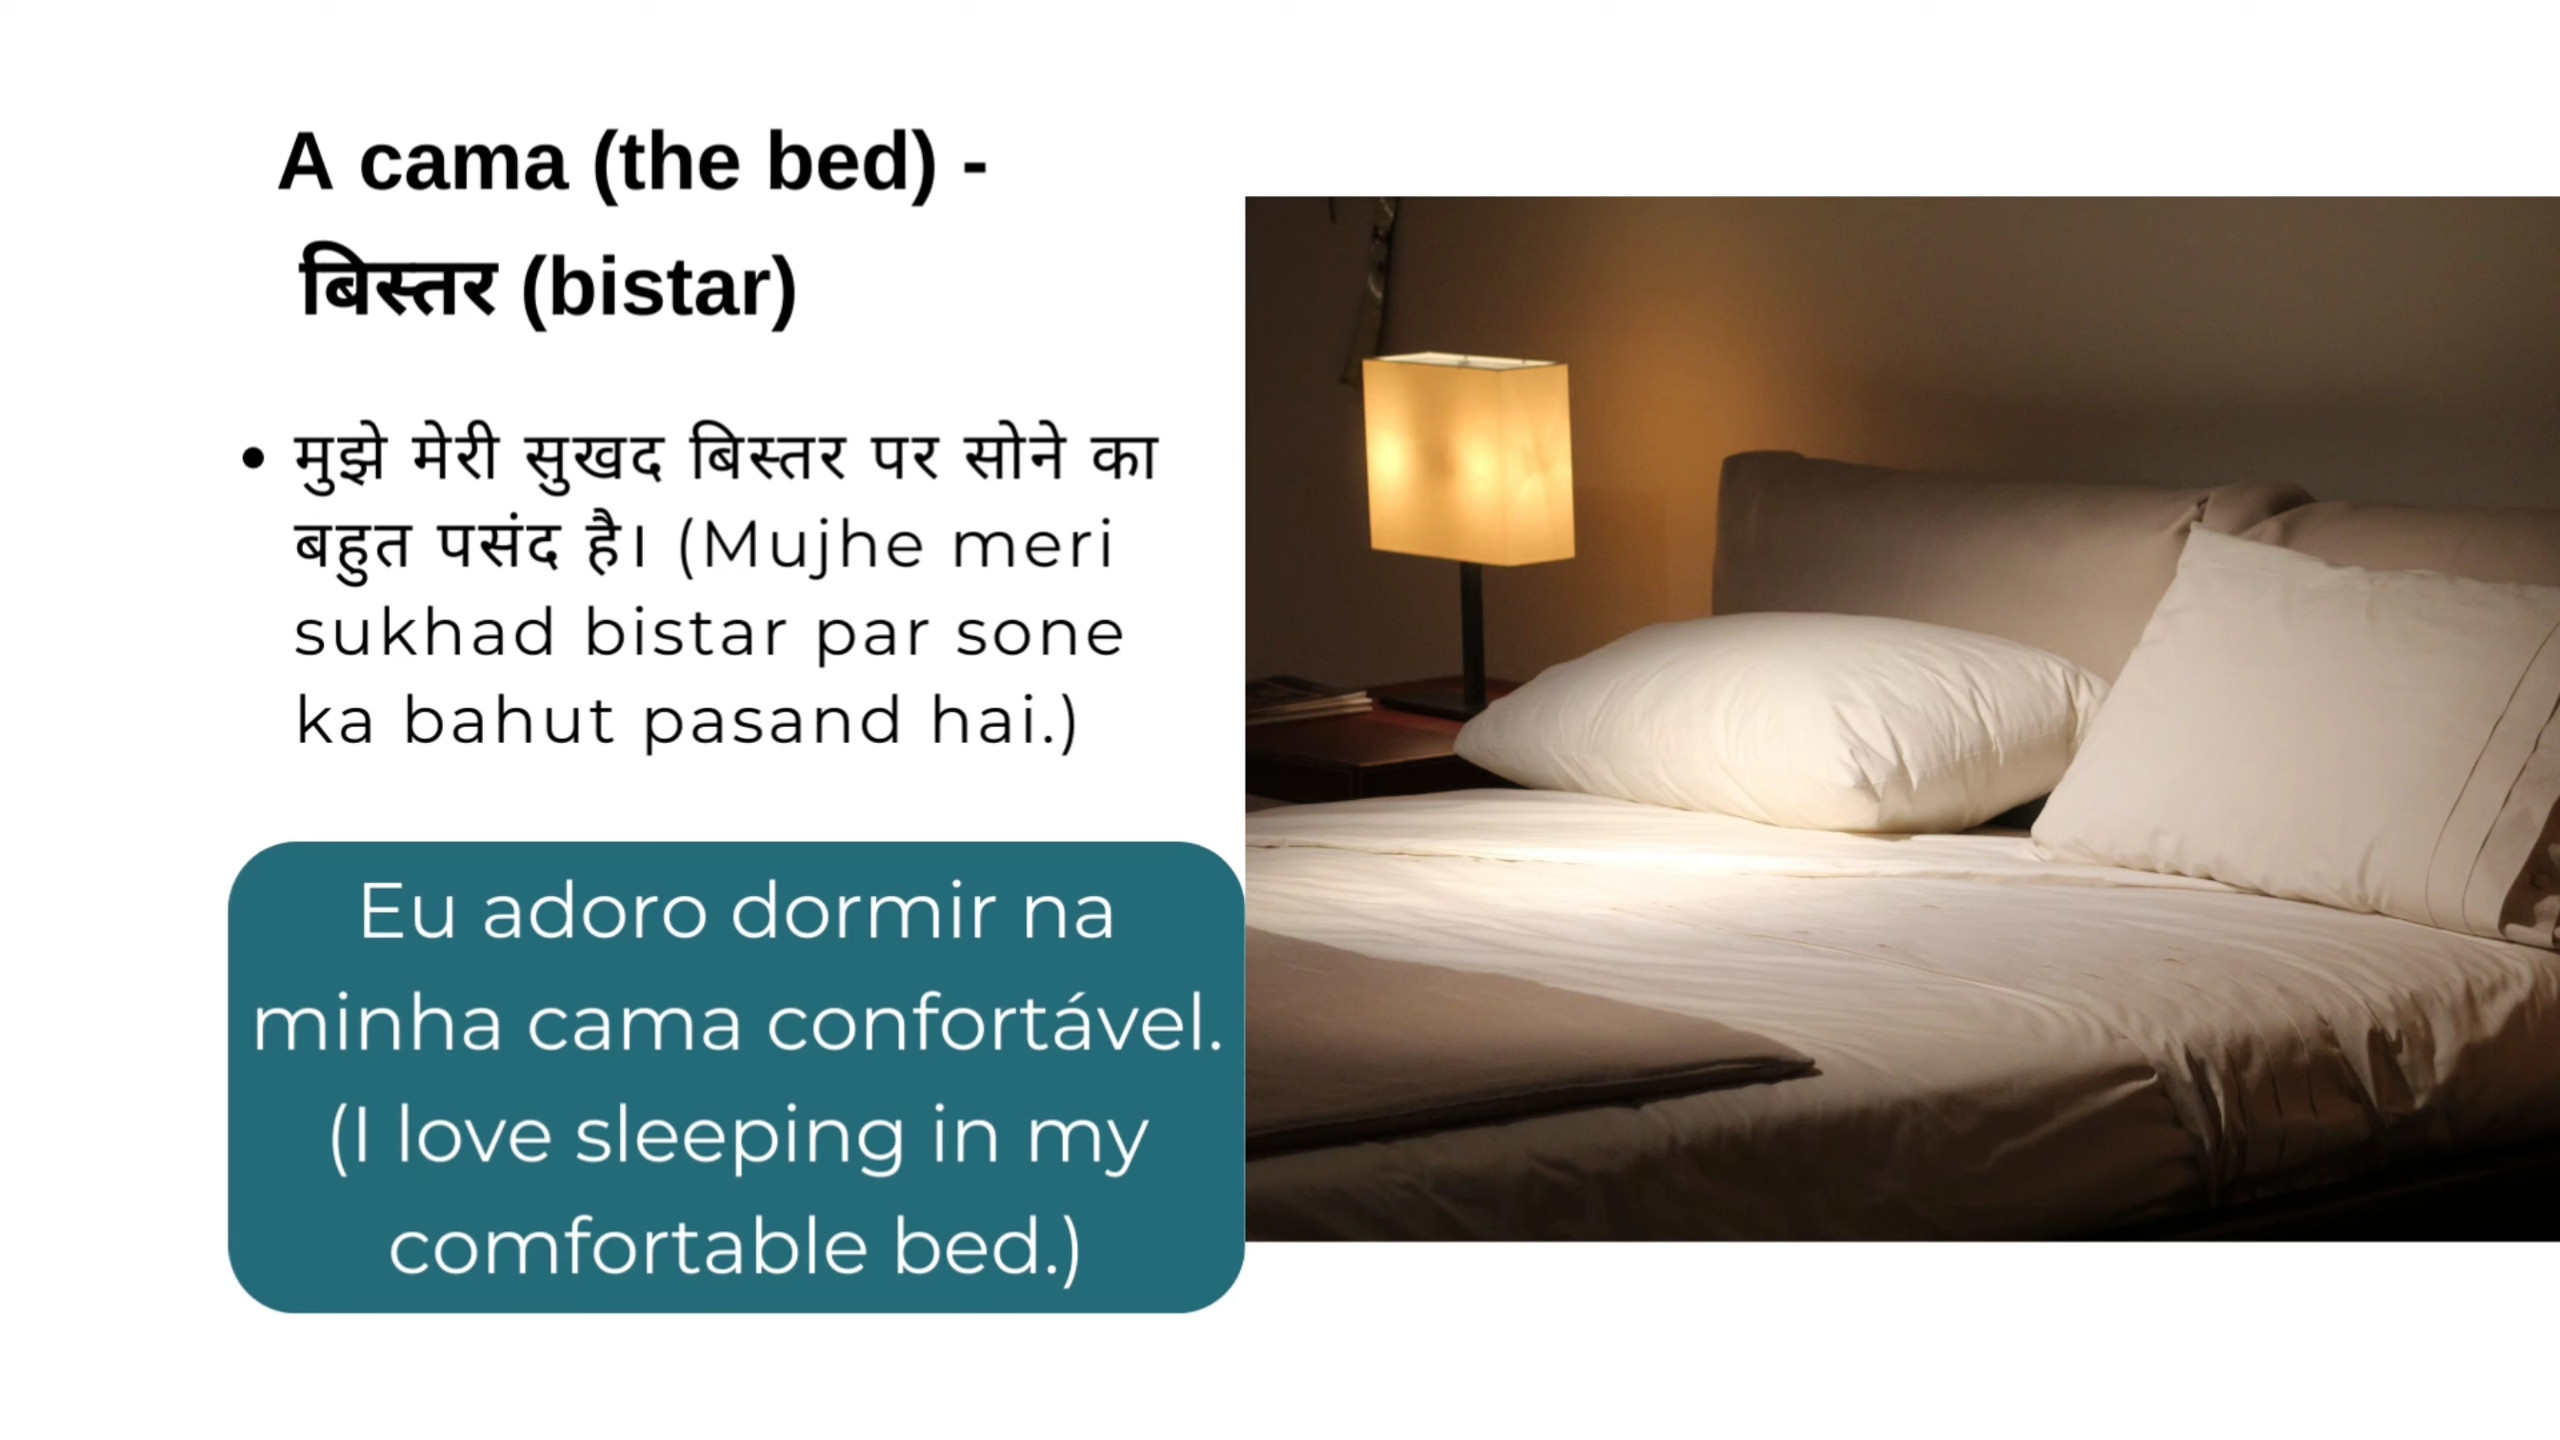 A cama (the bed) -
बिस्तर (bistar)
• मुझे मेरी सुखद बिस्तर पर सोने का
बहुत पसंद है। (Mujhe meri
sukhad bistar par sone
ka bahut pasand hai.)
Eu adoro dormir na
minha cama confortável.
(I love sleeping in my
comfortable bed.)